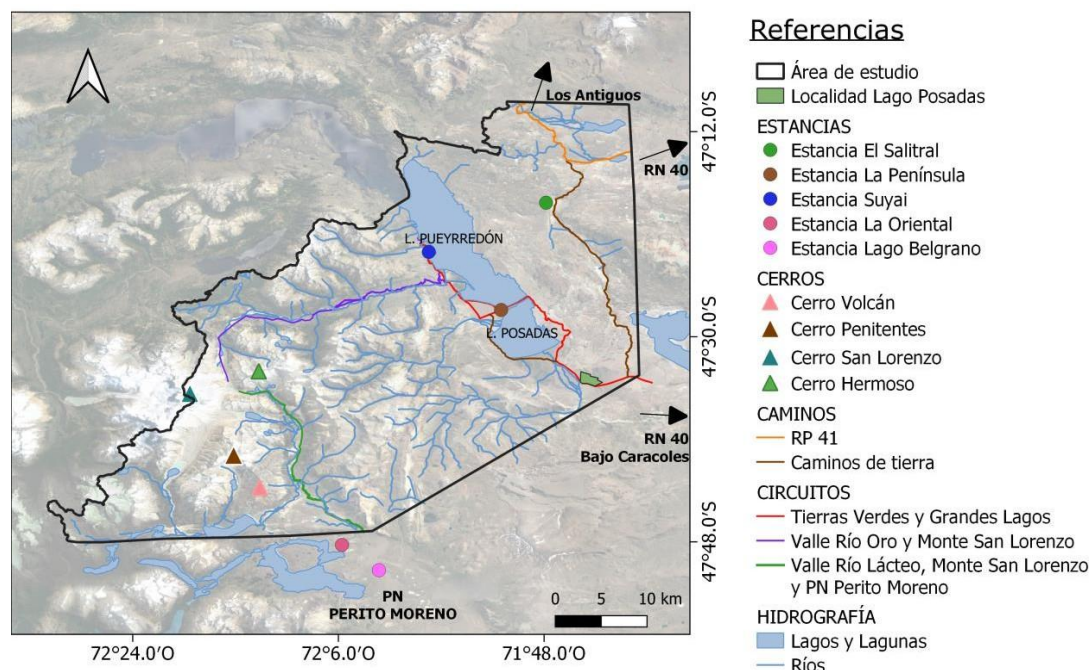 Los Antiguos
RN 40
L. PUEYRREDÓN
L. POSADAS
RN 40
Bajo Caracoles
PN
PERITO MORENO
0 5 10 km
47°12.0'S
47°30.0'S
47°48.0'S
72°24.0'O
72°6.0'O
71°48.0'O
Referencias
Área de estudio
Localidad Lago Posadas
ESTANCIAS
Estancia El Salitral
Estancia La Península
Estancia Suyai
Estancia La Oriental
Estancia Lago Belgrano
CERROS
Cerro Volcán
Cerro Penitentes
Cerro San Lorenzo
Cerro Hermoso
CAMINOS
RP 41
Caminos de tierra
CIRCUITOS
Tierras Verdes y Grandes Lagos
Valle Río Oro y Monte San Lorenzo
Valle Río Lácteo, Monte San Lorenzo
y PN Perito Moreno
HIDROGRAFÍA
Lagos y Lagunas
Ríos